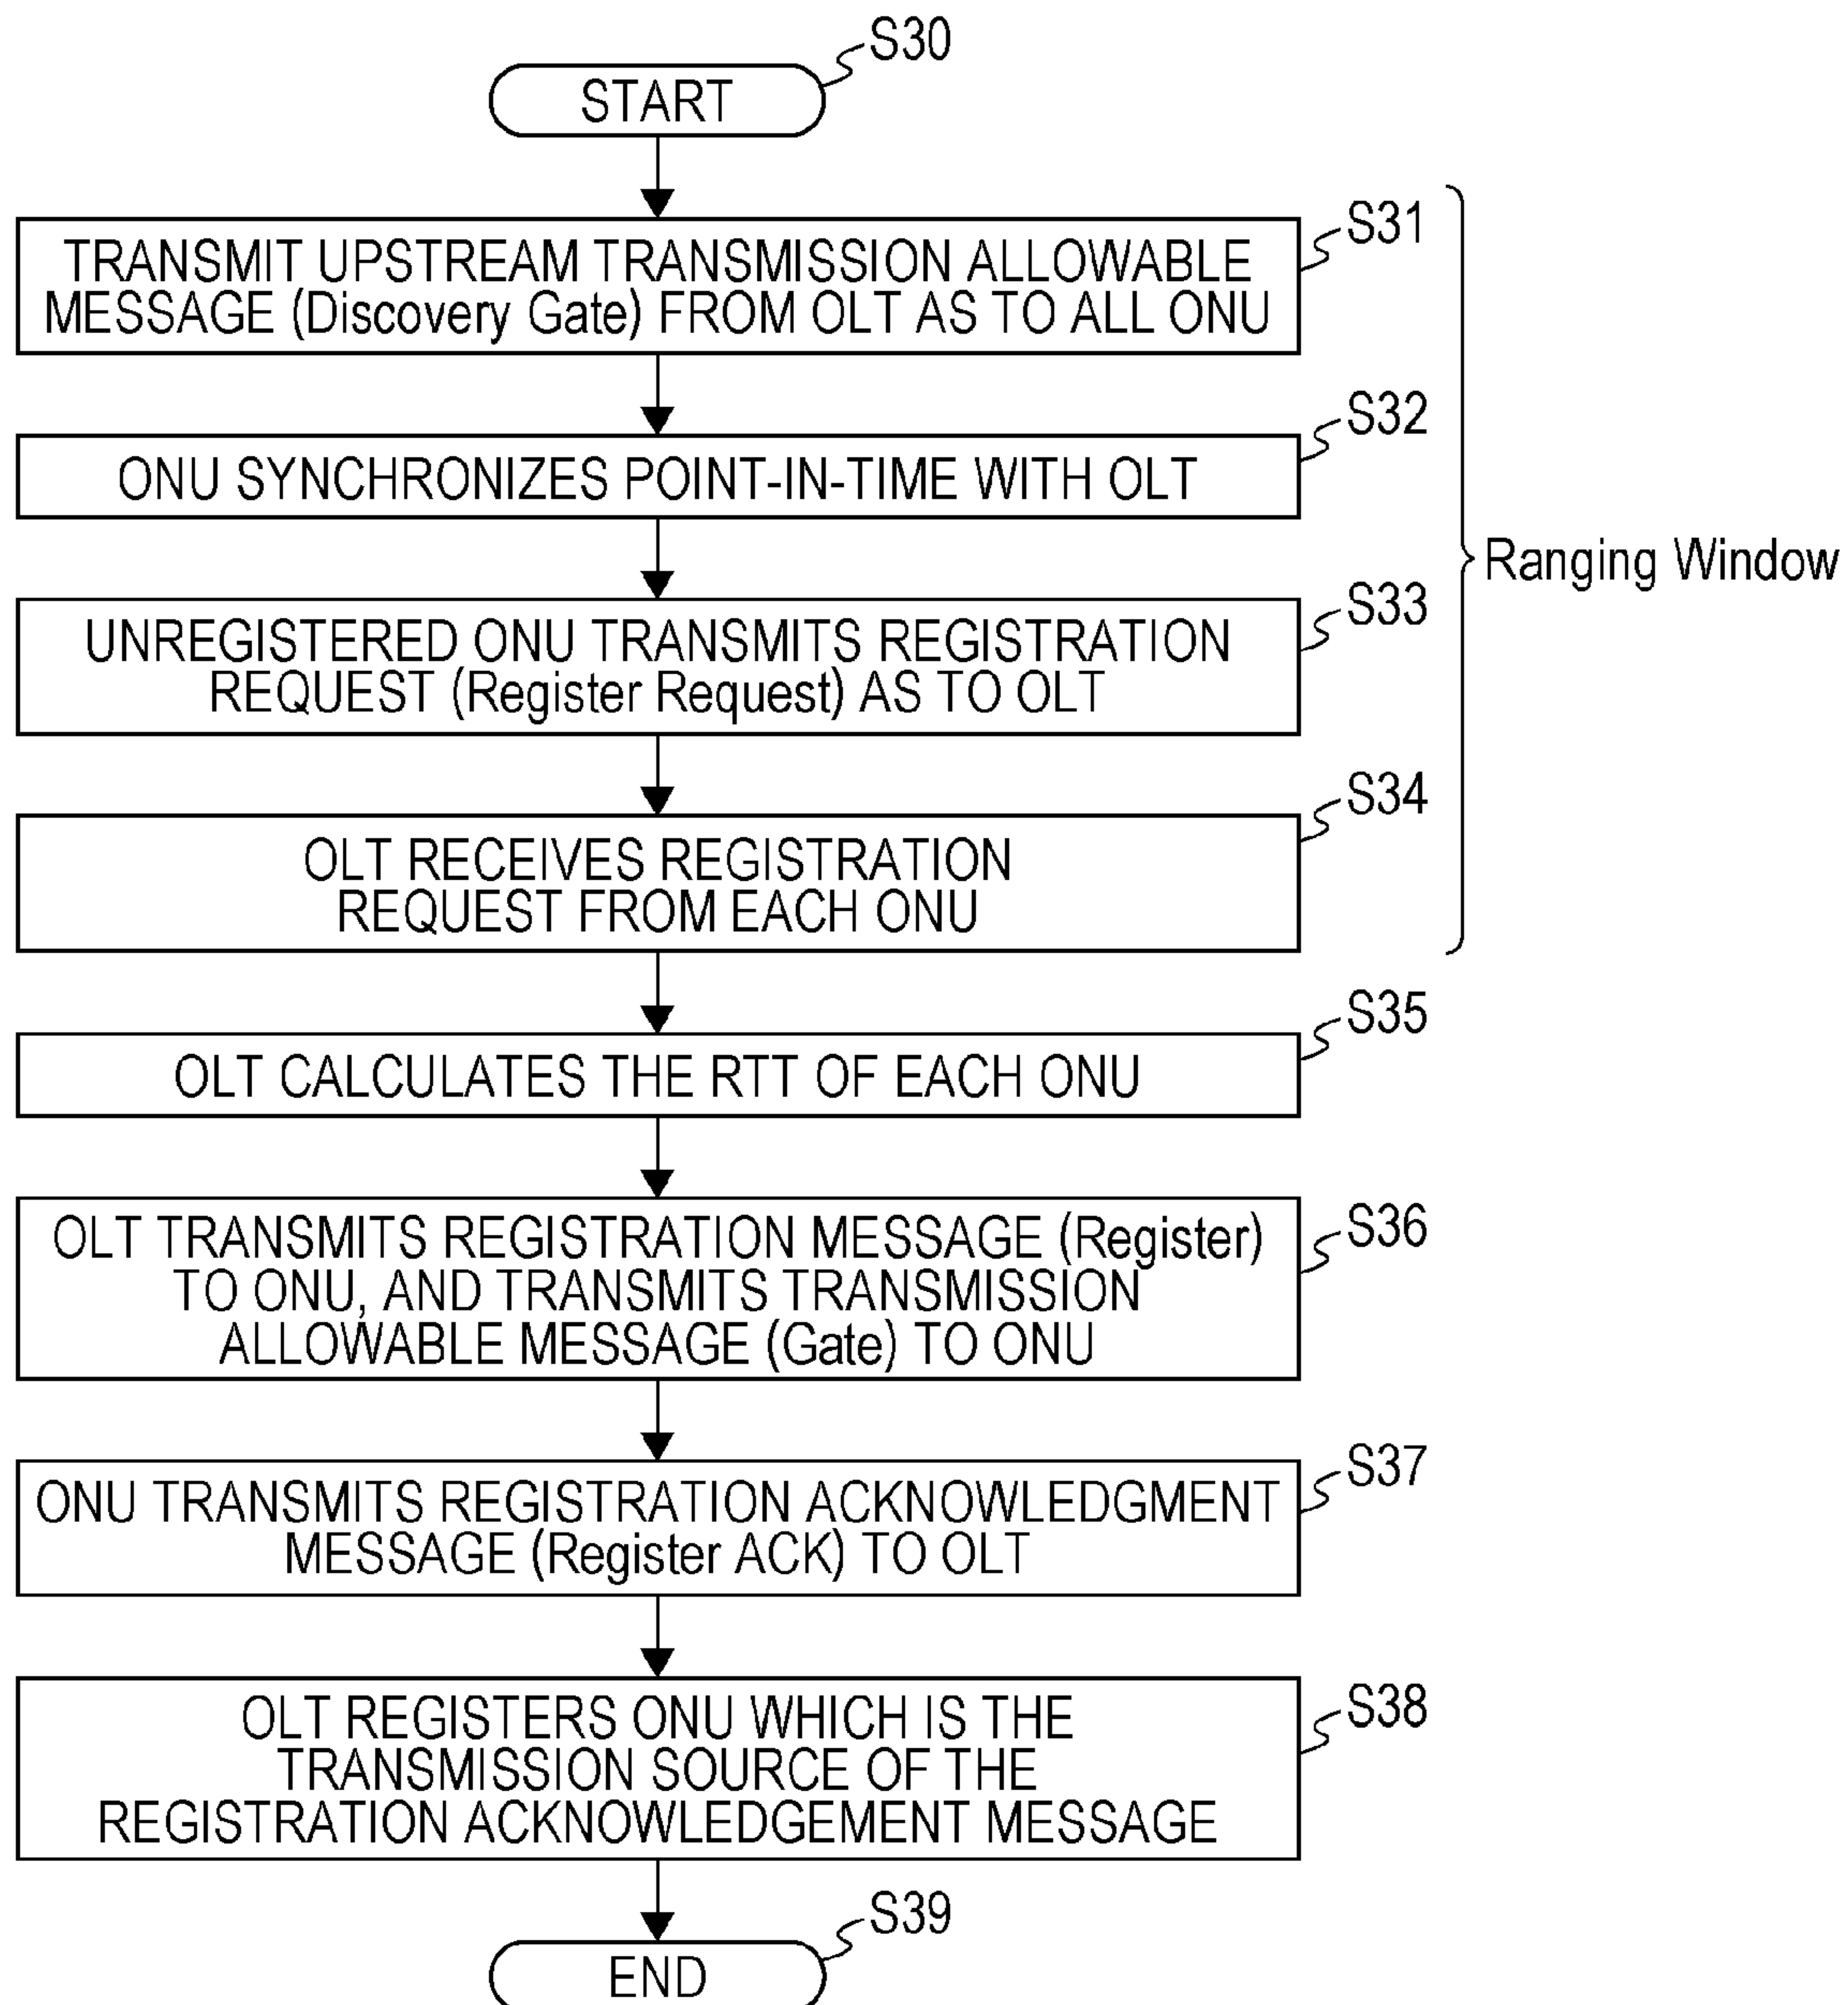 S30
START
S31
TRANSMIT UPSTREAM TRANSMISSION ALLOWABLE
MESSAGE (Discovery Gate) FROM OLT AS TO ALL ONU
S32
ONU SYNCHRONIZES POINT-IN-TIME WITH OLT
Ranging Window
S33
UNREGISTERED ONU TRANSMITS REGISTRATION
REQUEST (Register Request) AS TO OLT
S34
OLT RECEIVES REGISTRATION
REQUEST FROM EACH ONU
S35
OLT CALCULATES THE RTT OF EACH ONU
S36
OLT TRANSMITS REGISTRATION MESSAGE (Register)
TO ONU, AND TRANSMITS TRANSMISSION
ALLOWABLE MESSAGE (Gate) TO ONU
S37
ONU TRANSMITS REGISTRATION ACKNOWLEDGMENT
MESSAGE (Register ACK) TO OLT
S38
OLT REGISTERS ONU WHICH IS THE
TRANSMISSION SOURCE OF THE
REGISTRATION ACKNOWLEDGEMENT MESSAGE
S39
END